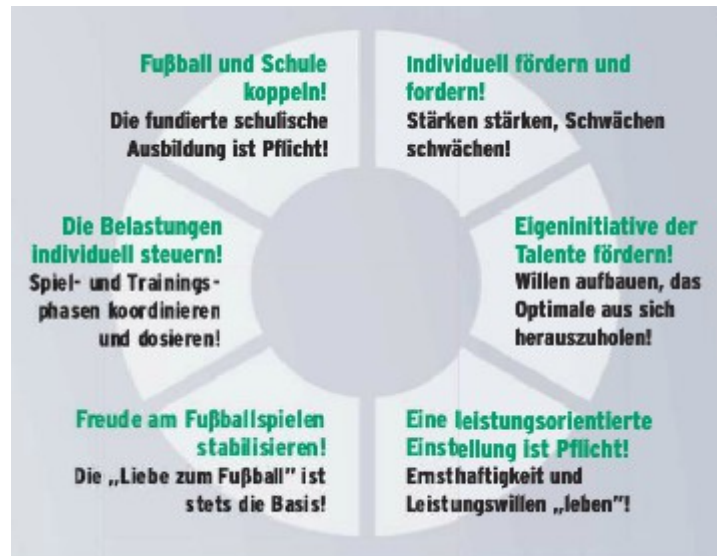 Fußball und Schule
koppeln!
Die fundierte schulische
Ausbildung ist Pflicht!
Individuell fördern und
fordern!
Stärken stärken, Schwächen
schwächen!
Die Belastungen
individuell steuern!
Spiel- und Trainings-
phasen koordinieren
und dosieren!
Eigeninitiative der
Talente fördern!
Willen aufbauen, das
Optimale aus sich
herauszuholen!
Freude am Fußballspielen
stabilisieren!
Die „Liebe zum Fußball" ist
stets die Basis!
Eine leistungsorientierte
Einstellung ist Pflicht!
Ernsthaftigkeit und
Leistungswillen „leben"!